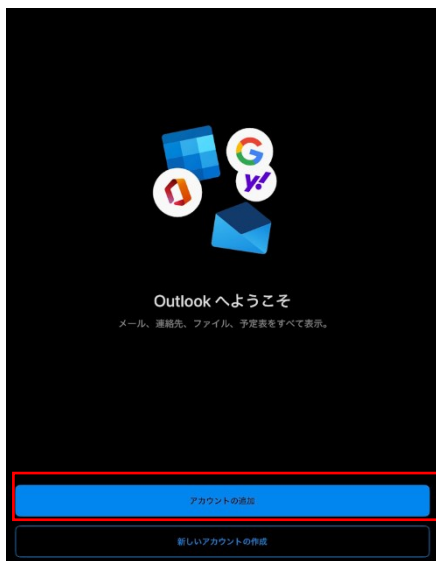 G
y!
Outlook へようこそ
メール、連絡先、ファイル、予定表をすべて表示。
アカウントの追加
新しいアカウントの作成